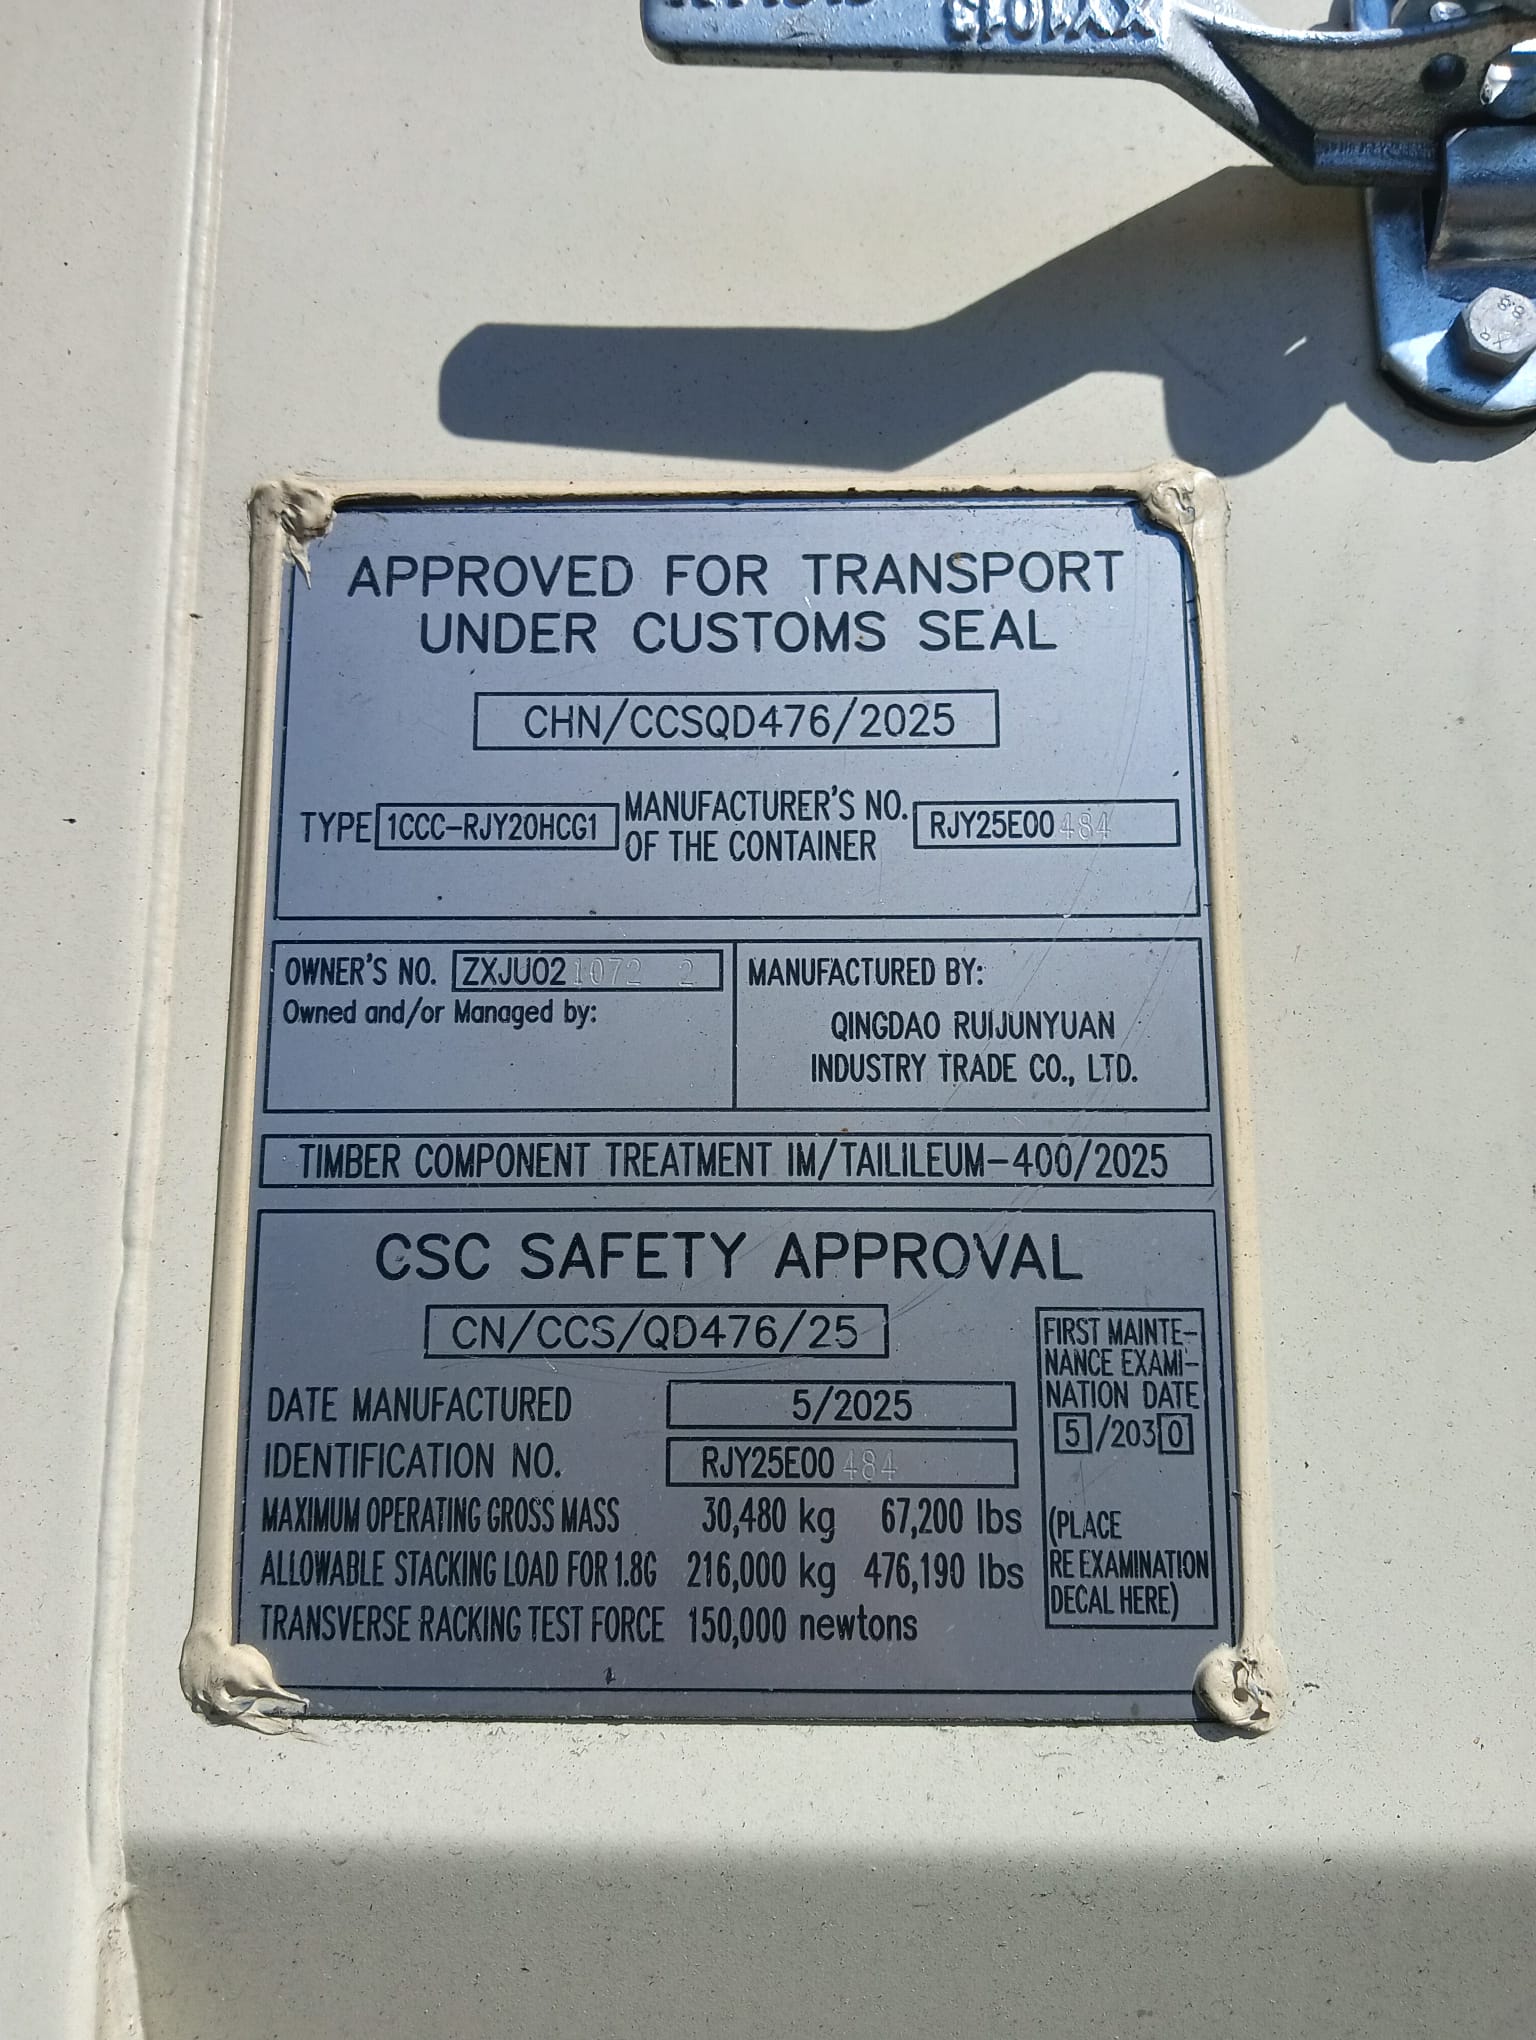 APPROVED FOR TRANSPORT
UNDER CUSTOMS SEAL
CHN/CCSQD476/2025
TYPE 1CCC-RJY20HCG1 MANUFACTURER'S NO. OF THE CONTAINER RJY25E00484
OWNER'S NO. ZXJU021072 2
Owned and/or Managed by:
MANUFACTURED BY:
QINGDAO RUIJUNYUAN
INDUSTRY TRADE CO., LTD.
TIMBER COMPONENT TREATMENT IM/TAILILEUM-400/2025
CSC SAFETY APPROVAL
CN/CCS/QD476/25
DATE MANUFACTURED 5/2025
IDENTIFICATION NO. RJY25E00484
MAXIMUM OPERATING GROSS MASS 30,480 kg 67,200 lbs
ALLOWABLE STACKING LOAD FOR 1.8G 216,000 kg 476,190 lbs
TRANSVERSE RACKING TEST FORCE 150,000 newtons
FIRST MAINTE-
NANCE EXAMI-
NATION DATE
5/2030
(PLACE
RE EXAMINATION
DECAL HERE)